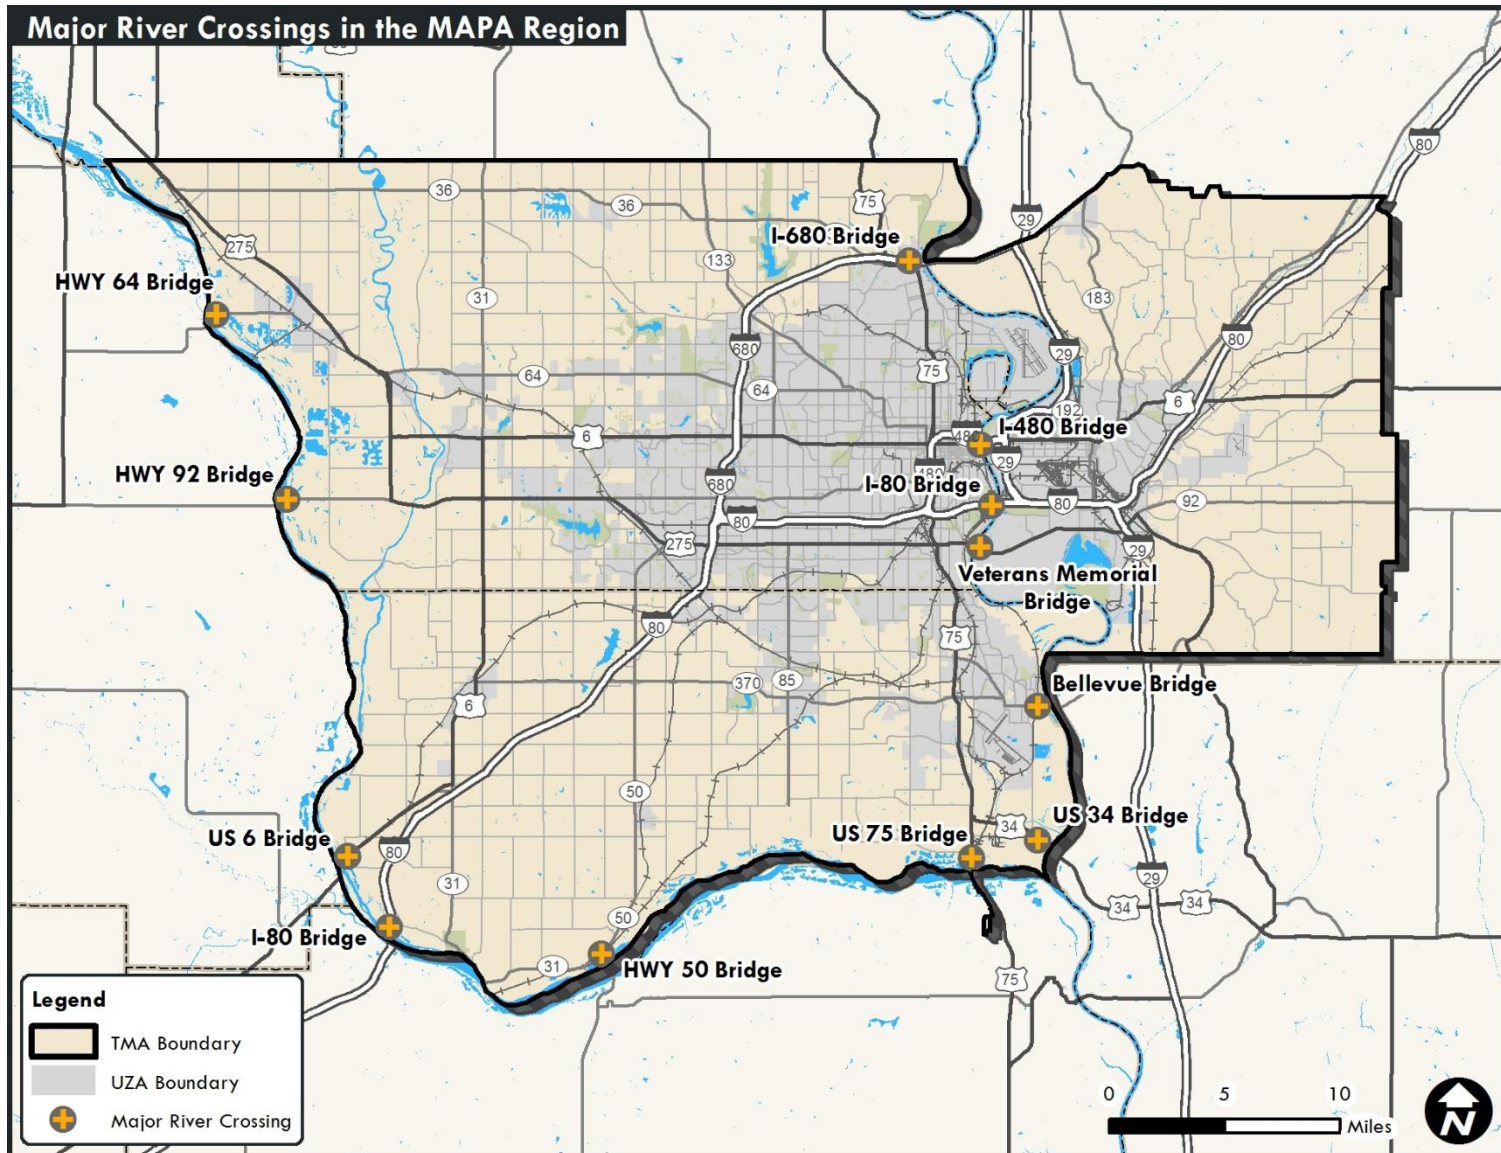 Major River Crossings in the MAPA Region
80
36
36
75
29
275
I-680 Bridge
133
HWY 64 Bridge
31
183
80
680
29
75
64
64
6
192
6
480
I-480 Bridge
29
HWY 92 Bridge
680
480
I-80 Bridge
80
92
80
275
29
Veterans Memorial
Bridge
80
75
370
85
Bellevue Bridge
6
50
US 6 Bridge
US 75 Bridge
34
US 34 Bridge
80
31
29
34
34
50
I-80 Bridge
31
HWY 50 Bridge
75
Legend
TMA Boundary
UZA Boundary
Major River Crossing
0 5 10
Miles
N